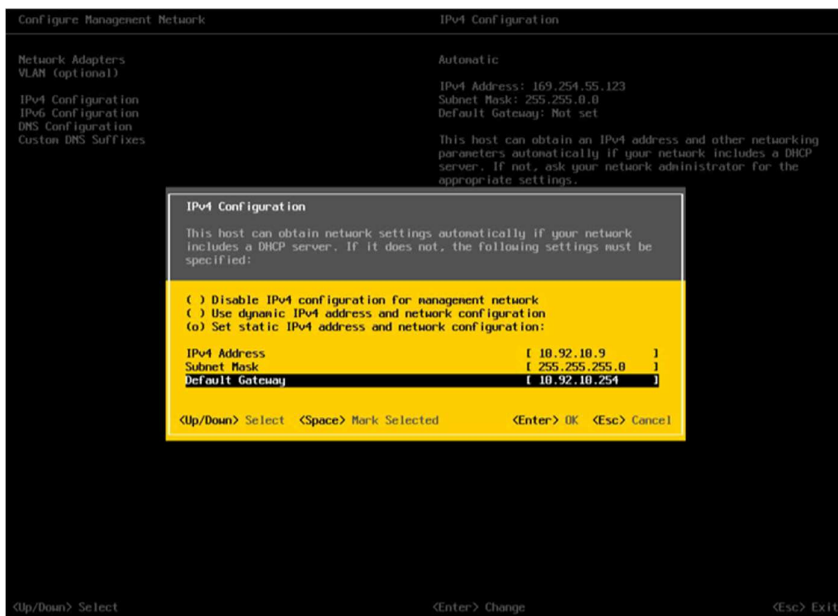 Configure Management Network
IPv4 Configuration
Network Adapters
VLAN (optional)
IPv4 Configuration
IPv6 Configuration
DNS Configuration
Custom DNS Suffixes
Automatic
IPv4 Address: 169.254.55.123
Subnet Mask: 255.255.0.0
Default Gateway: Not set
This host can obtain an IPv4 address and other networking
parameters automatically if your network includes a DHCP
server. If not, ask your network administrator for the
appropriate settings.
IPv4 Configuration
This host can obtain network settings automatically if your network
includes a DHCP server. If it does not, the following settings must be
specified:
( ) Disable IPv4 configuration for management network
( ) Use dynamic IPv4 address and network configuration
(o) Set static IPv4 address and network configuration:
IPv4 Address [ 10.92.10.9 ]
Subnet Mask [ 255.255.255.0 ]
Default Gateway [ 10.92.10.254 ]
<Up/Down> Select <Space> Mark Selected <Enter> OK <Esc> Cancel
<Up/Down> Select <Enter> Change <Esc> Exit